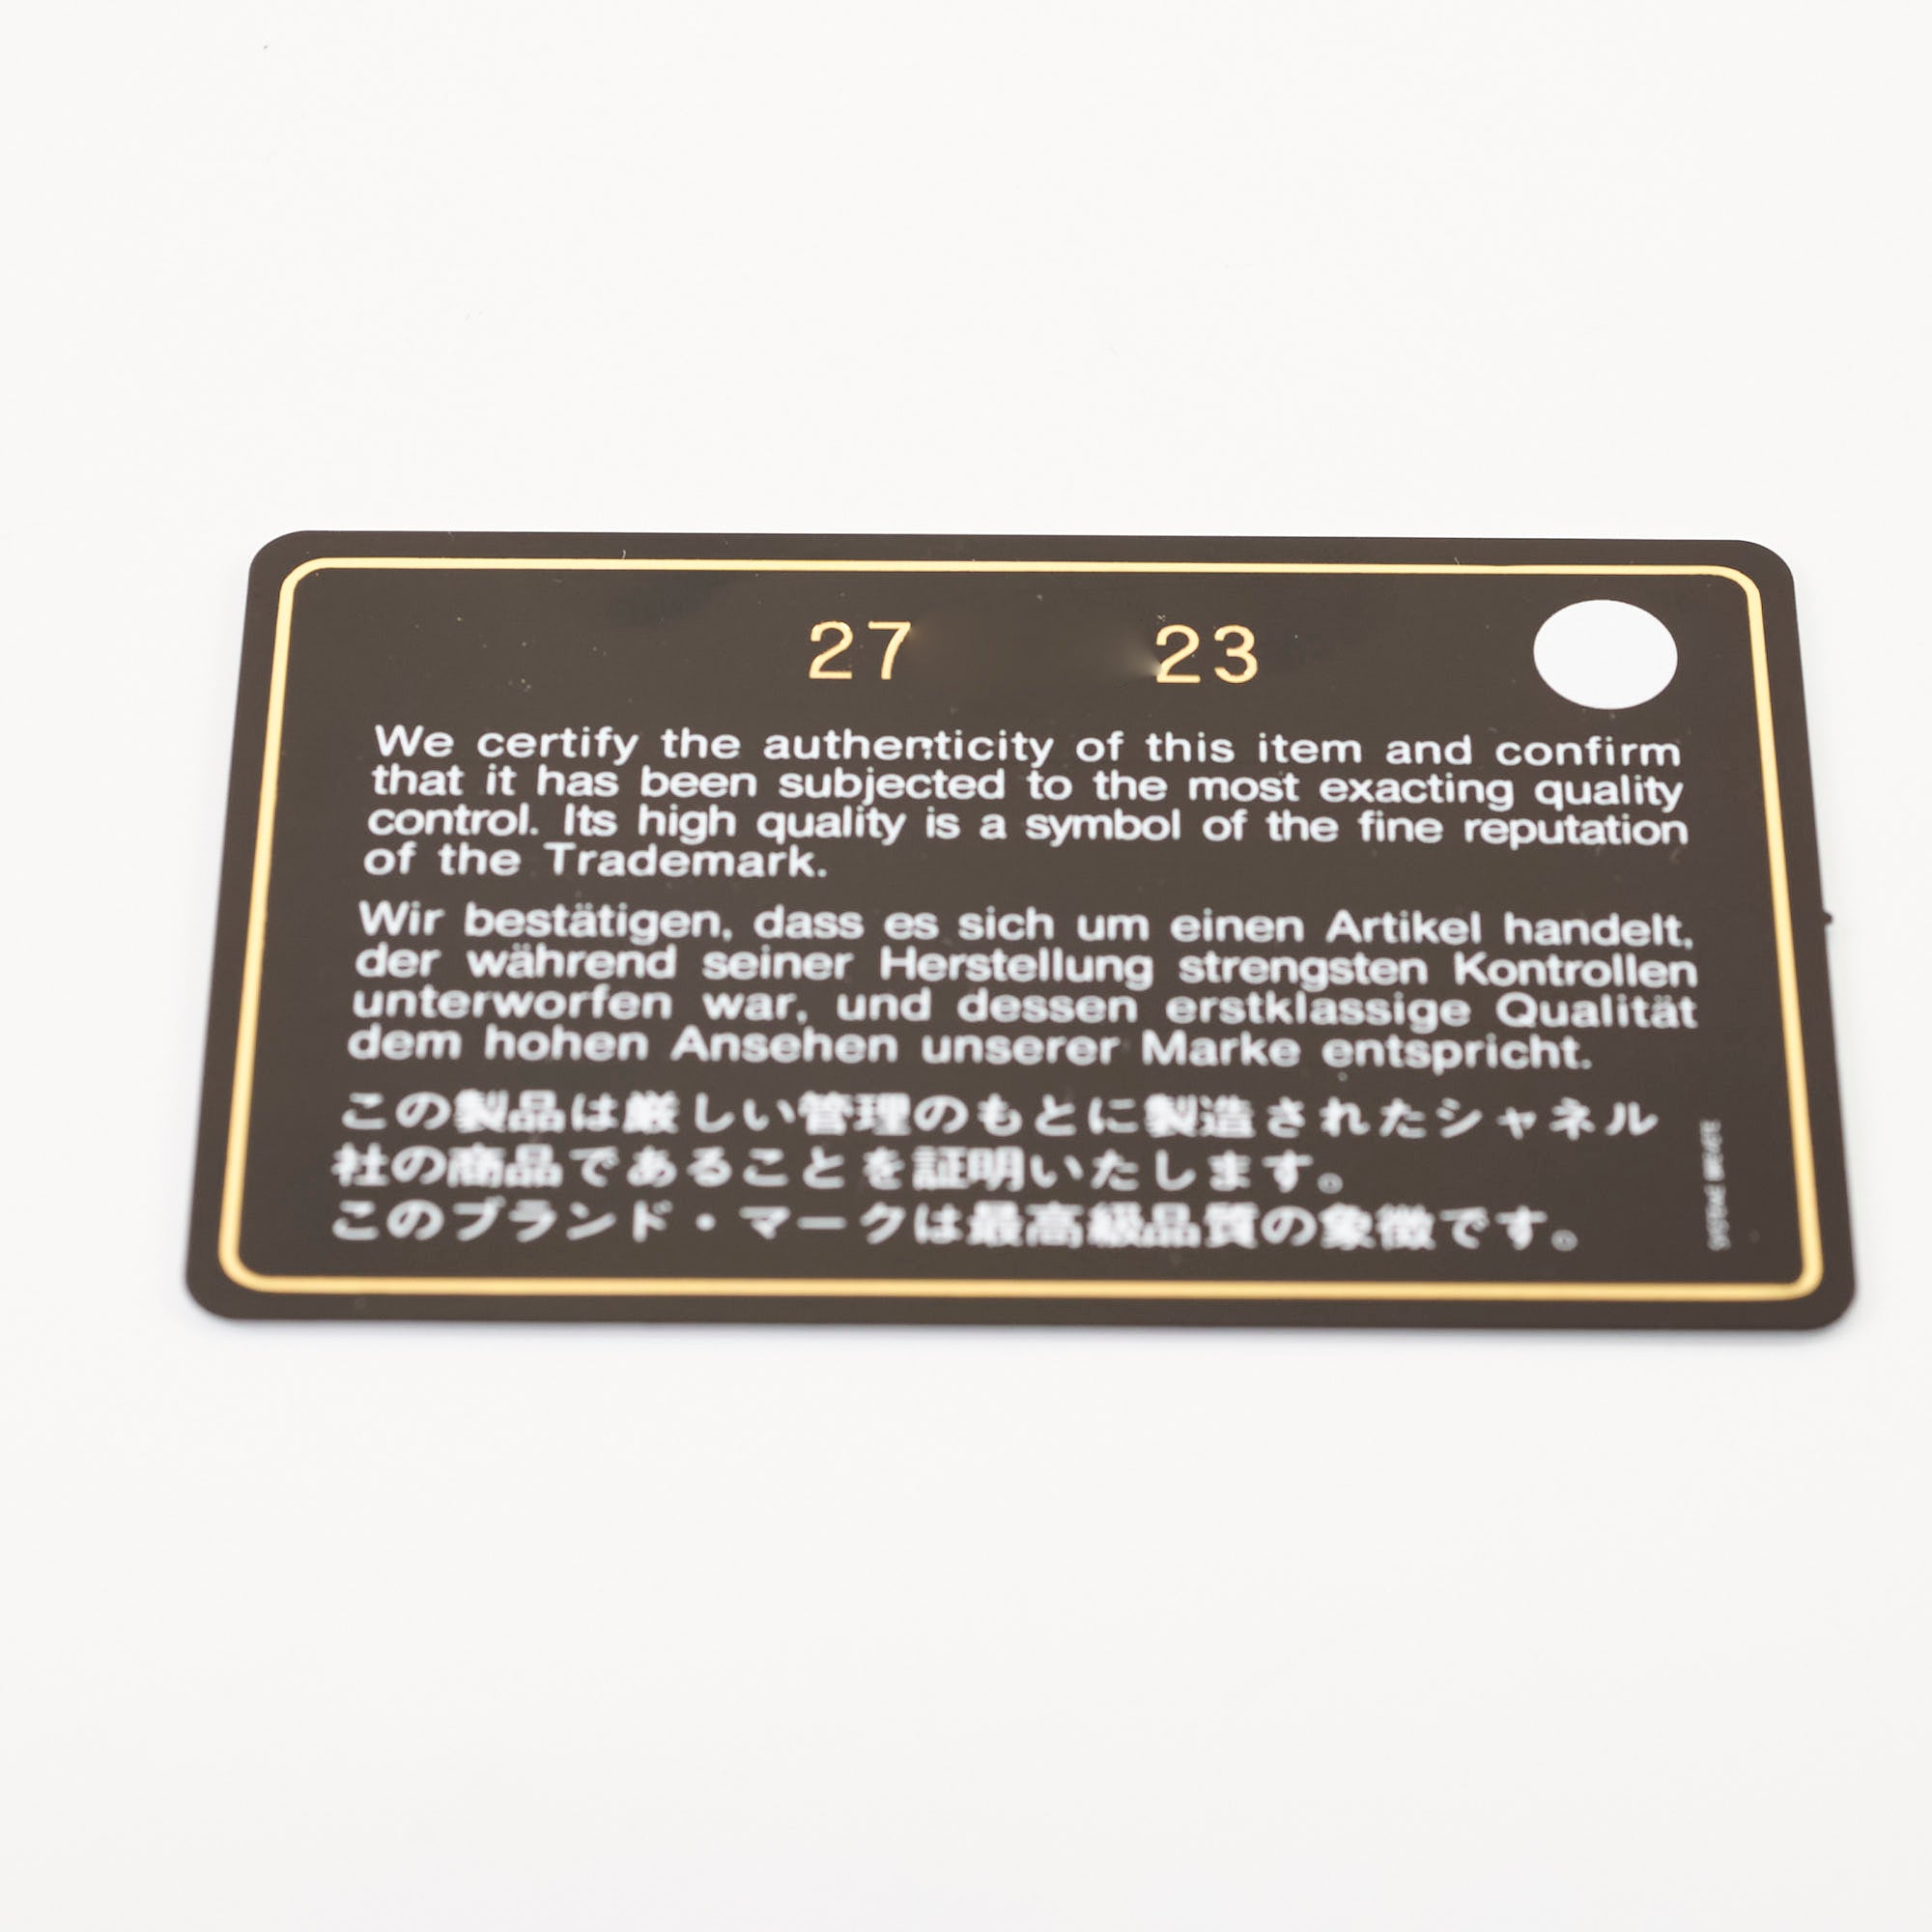 27 23
We certify the authenticity of this item and confirm
that it has been subjected to the most exacting quality
control. Its high quality is a symbol of the fine reputation
of the Trademark.
Wir bestätigen, dass es sich um einen Artikel handelt,
der während seiner Herstellung strengsten Kontrollen
unterworfen war, und dessen erstklassige Qualität
dem hohen Ansehen unserer Marke entspricht.
この製品は厳しい管理のもとに製造されたシャネル
社の商品であることを証明いたします。
このブランド・マークは最高級品質の象徴です。